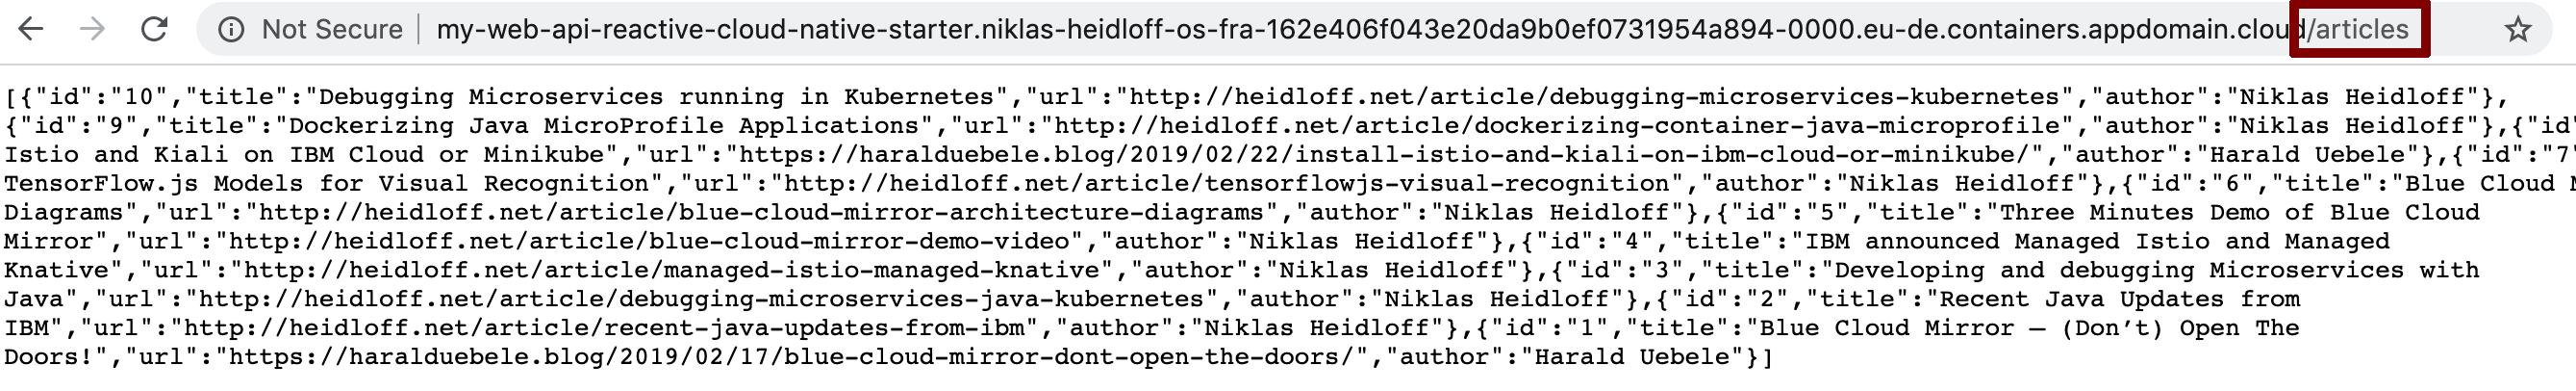 Not Secure my-web-api-reactive-cloud-native-starter.niklas-heidloff-os-fra-162e406f043e20da9b0ef0731954a894-0000.eu-de.containers.appdomain.cloud/articles
[{"id":"10","title":"Debugging Microservices running in Kubernetes","url":"http://heidloff.net/article/debugging-microservices-kubernetes","author":"Niklas Heidloff"},
{"id":"9","title":"Dockerizing Java MicroProfile Applications","url":"http://heidloff.net/article/dockerizing-container-java-microprofile","author":"Niklas Heidloff"},{"id"
Istio and Kiali on IBM Cloud or Minikube","url":"https://haralduebele.blog/2019/02/22/install-istio-and-kiali-on-ibm-cloud-or-minikube/","author":"Harald Uebele"},{"id":"7"
TensorFlow.js Models for Visual Recognition","url":"http://heidloff.net/article/tensorflowjs-visual-recognition","author":"Niklas Heidloff"},{"id":"6","title":"Blue Cloud
Diagrams","url":"http://heidloff.net/article/blue-cloud-mirror-architecture-diagrams","author":"Niklas Heidloff"},{"id":"5","title":"Three Minutes Demo of Blue Cloud
Mirror","url":"http://heidloff.net/article/blue-cloud-mirror-demo-video","author":"Niklas Heidloff"},{"id":"4","title":"IBM announced Managed Istio and Managed
Knative","url":"http://heidloff.net/article/managed-istio-managed-knative","author":"Niklas Heidloff"},{"id":"3","title":"Developing and debugging Microservices with
Java","url":"http://heidloff.net/article/debugging-microservices-java-kubernetes","author":"Niklas Heidloff"},{"id":"2","title":"Recent Java Updates from
IBM","url":"http://heidloff.net/article/recent-java-updates-from-ibm","author":"Niklas Heidloff"},{"id":"1","title":"Blue Cloud Mirror — (Don’t) Open The
Doors!","url":"https://haralduebele.blog/2019/02/17/blue-cloud-mirror-dont-open-the-doors/","author":"Harald Uebele"}]